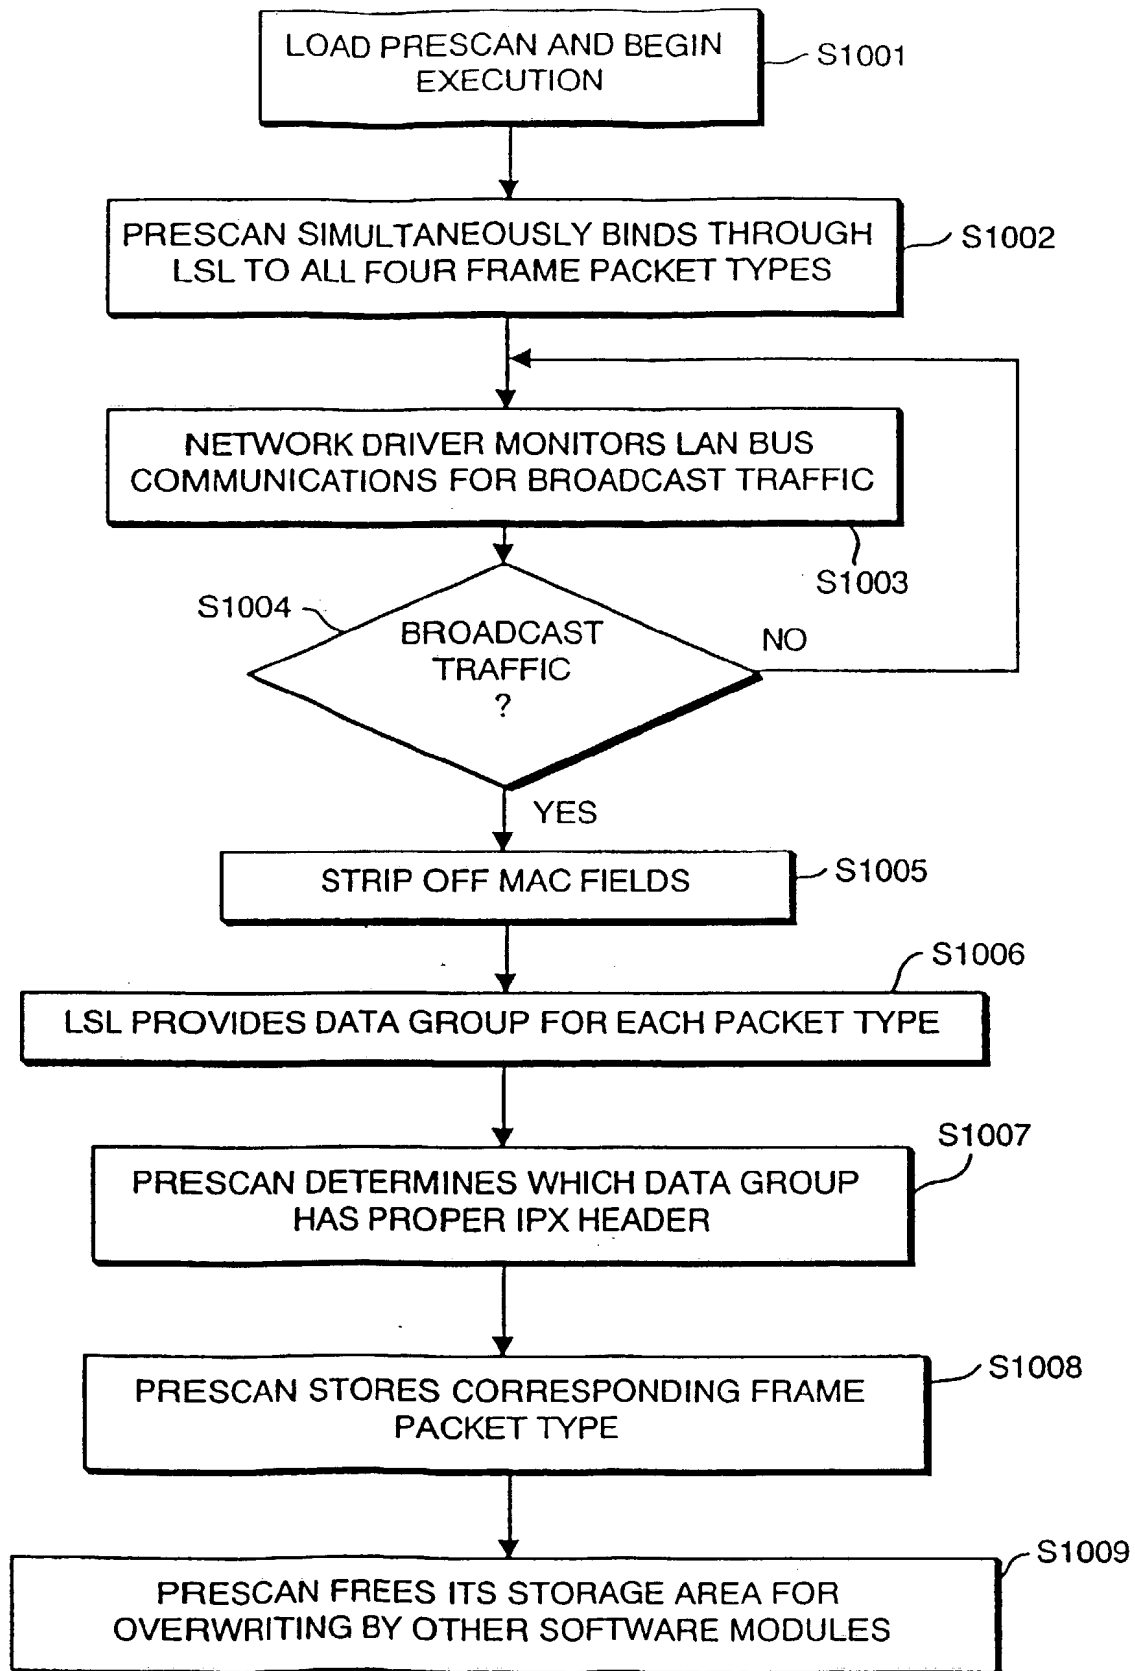 LOAD PRESCAN AND BEGIN
EXECUTION
S1001
PRESCAN SIMULTANEOUSLY BINDS THROUGH
LSL TO ALL FOUR FRAME PACKET TYPES
S1002
NETWORK DRIVER MONITORS LAN BUS
COMMUNICATIONS FOR BROADCAST TRAFFIC
S1003
S1004
BROADCAST
TRAFFIC
?
NO
YES
STRIP OFF MAC FIELDS
S1005
S1006
LSL PROVIDES DATA GROUP FOR EACH PACKET TYPE
S1007
PRESCAN DETERMINES WHICH DATA GROUP
HAS PROPER IPX HEADER
S1008
PRESCAN STORES CORRESPONDING FRAME
PACKET TYPE
S1009
PRESCAN FREES ITS STORAGE AREA FOR
OVERWRITING BY OTHER SOFTWARE MODULES